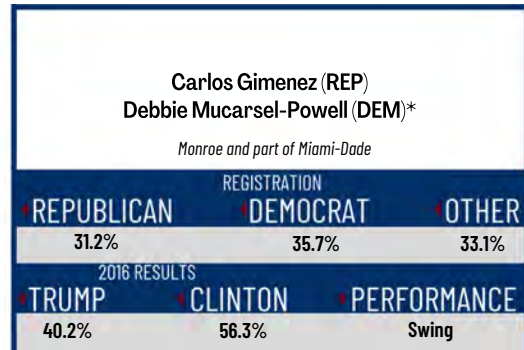 Carlos Gimenez (REP)
Debbie Mucarsel-Powell (DEM)*
Monroe and part of Miami-Dade
REGISTRATION
REPUBLICAN DEMOCRAT OTHER
31.2% 35.7% 33.1%
2016 RESULTS
TRUMP CLINTON PERFORMANCE
40.2% 56.3% Swing